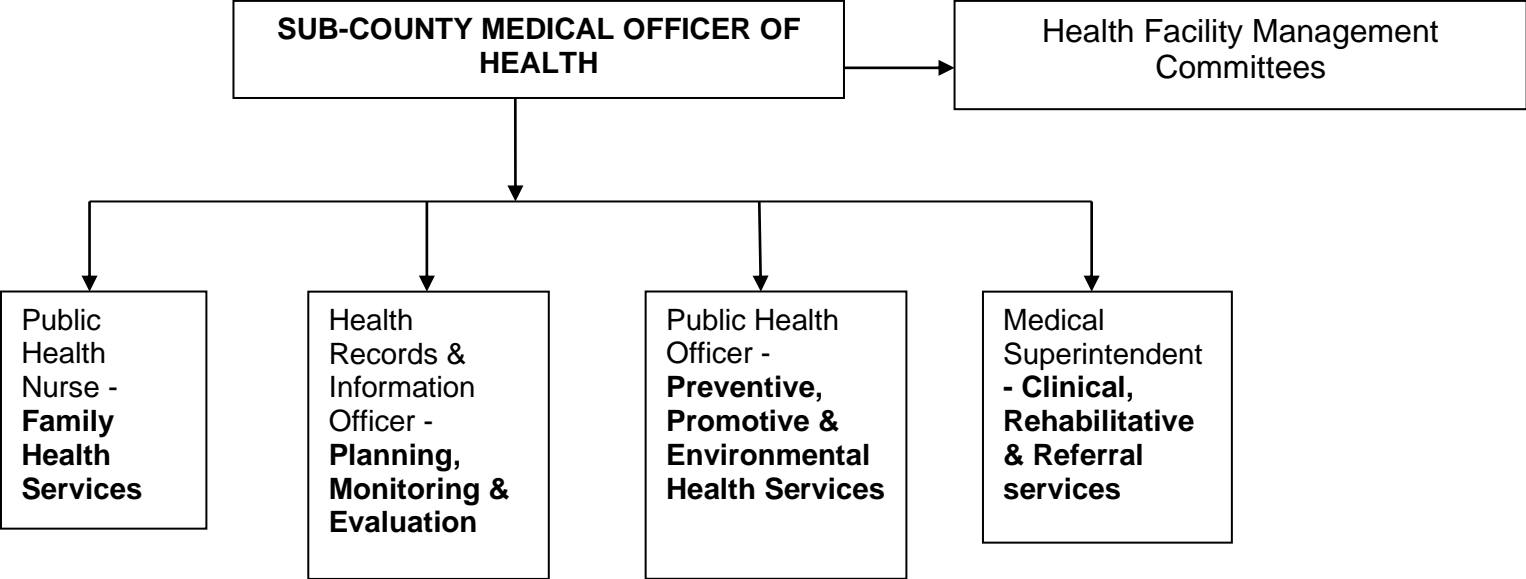 SUB-COUNTY MEDICAL OFFICER OF
HEALTH
Health Facility Management
Committees
Public
Health
Nurse -
Family
Health
Services
Health
Records &
Information
Officer -
Planning,
Monitoring &
Evaluation
Public Health
Officer -
Preventive,
Promotive &
Environmental
Health Services
Medical
Superintendent
- Clinical,
Rehabilitative
& Referral
services